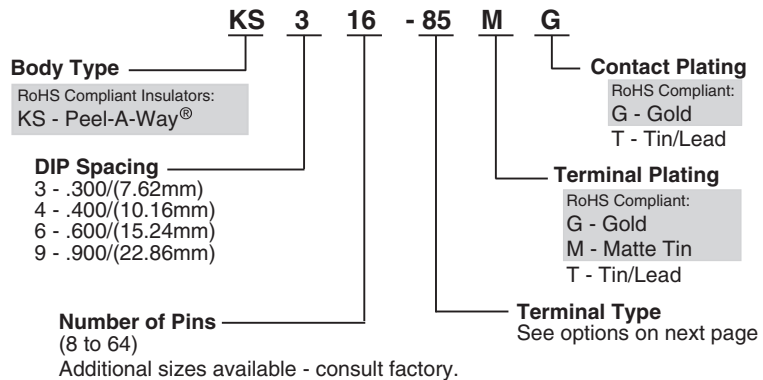 KS 3 16 -85 M G
Body Type
RoHS Compliant Insulators:
KS - Peel-A-Way®
DIP Spacing
3 - .300/(7.62mm)
4 - .400/(10.16mm)
6 - .600/(15.24mm)
9 - .900/(22.86mm)
Number of Pins
(8 to 64)
Additional sizes available - consult factory.
Contact Plating
RoHS Compliant:
G - Gold
T - Tin/Lead
Terminal Plating
RoHS Compliant:
G - Gold
M - Matte Tin
T - Tin/Lead
Terminal Type
See options on next page